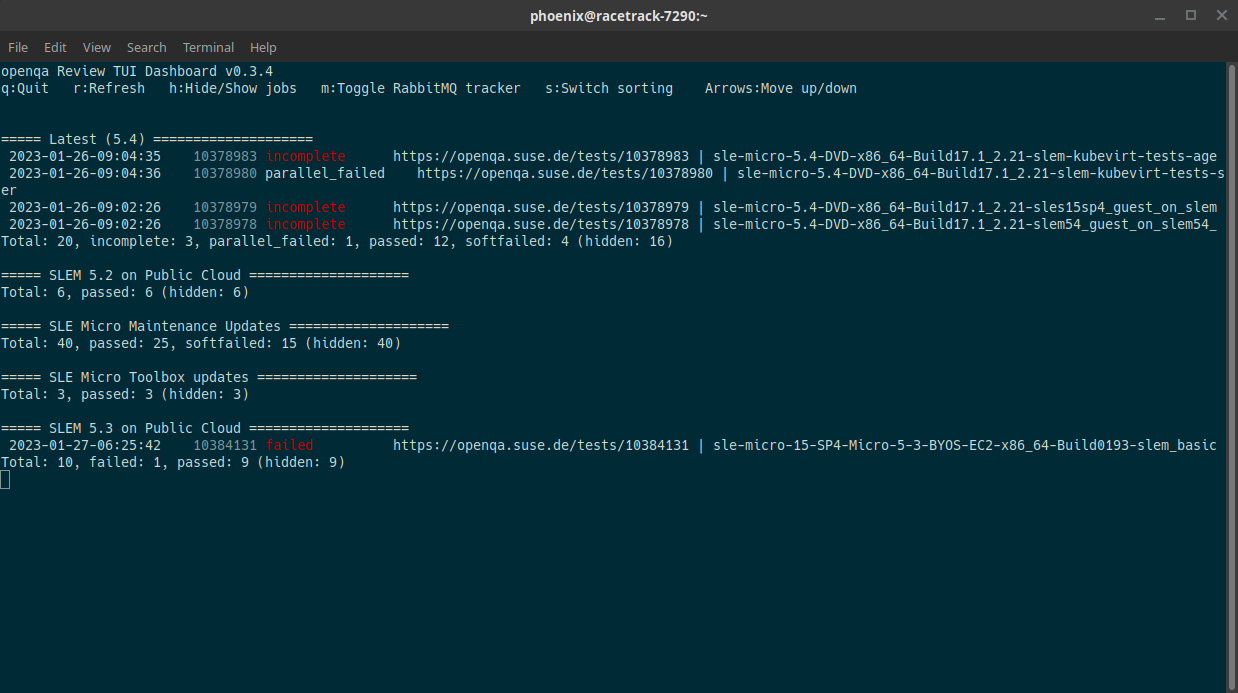 phoenix@racetrack-7290:~
File Edit View Search Terminal Help
openqa Review TUI Dashboard v0.3.4
q:Quit   r:Refresh   h:Hide/Show jobs   m:Toggle RabbitMQ tracker   s:Switch sorting    Arrows:Move up/down
===== Latest (5.4) ====================
2023-01-26-09:04:35    10378983 incomplete      https://openqa.suse.de/tests/10378983 | sle-micro-5.4-DVD-x86_64-Build17.1_2.21-slem-kubevirt-tests-age
2023-01-26-09:04:36    10378980 parallel_failed    https://openqa.suse.de/tests/10378980 | sle-micro-5.4-DVD-x86_64-Build17.1_2.21-slem-kubevirt-tests-s
er
2023-01-26-09:02:26    10378979 incomplete      https://openqa.suse.de/tests/10378979 | sle-micro-5.4-DVD-x86_64-Build17.1_2.21-sles15sp4_guest_on_slem
2023-01-26-09:02:26    10378978 incomplete      https://openqa.suse.de/tests/10378978 | sle-micro-5.4-DVD-x86_64-Build17.1_2.21-slem54_guest_on_slem54_
Total: 20, incomplete: 3, parallel_failed: 1, passed: 12, softfailed: 4 (hidden: 16)
===== SLEM 5.2 on Public Cloud ====================
Total: 6, passed: 6 (hidden: 6)
===== SLE Micro Maintenance Updates ====================
Total: 40, passed: 25, softfailed: 15 (hidden: 40)
===== SLE Micro Toolbox updates ====================
Total: 3, passed: 3 (hidden: 3)
===== SLEM 5.3 on Public Cloud ====================
2023-01-27-06:25:42    10384131 failed          https://openqa.suse.de/tests/10384131 | sle-micro-15-SP4-Micro-5-3-BYOS-EC2-x86_64-Build0193-slem_basic
Total: 10, failed: 1, passed: 9 (hidden: 9)